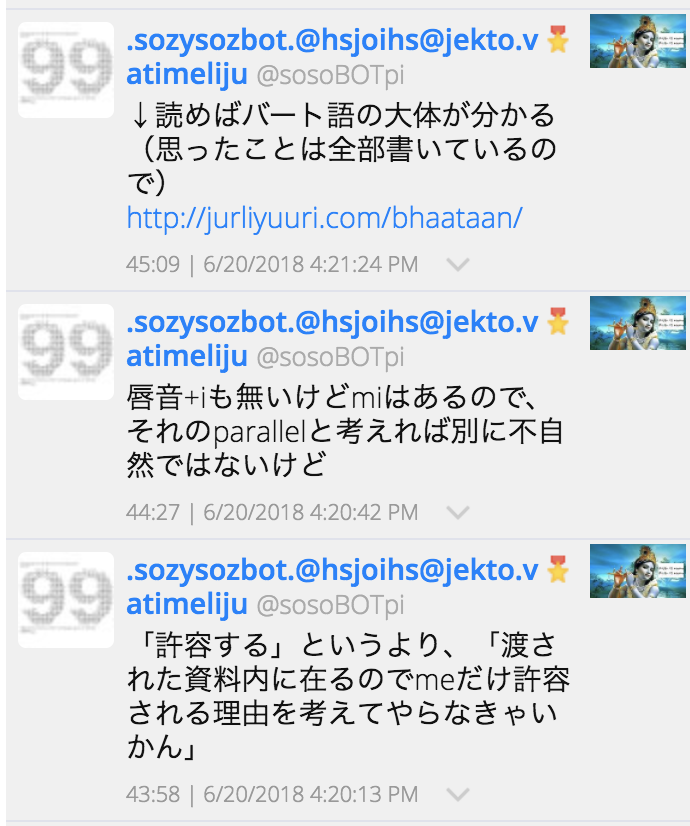 .sozysozbot.@hsjoihs@jekto.v🎖
atimeliju @sosoBOTpi
↓読めばバート語の大体が分かる
（思ったことは全部書いているの
で）
http://jurliyuuri.com/bhaataan/
45:09 | 6/20/2018 4:21:24 PM
.sozysozbot.@hsjoihs@jekto.v🎖
atimeliju @sosoBOTpi
唇音+iも無いけどmiはあるので、
それのparallelと考えれば別に不自
然ではないけど
44:27 | 6/20/2018 4:20:42 PM
.sozysozbot.@hsjoihs@jekto.v🎖
atimeliju @sosoBOTpi
「許容する」というより、「渡さ
れた資料内に在るのでmeだけ許容
される理由を考えてやらなきゃい
かん」
43:58 | 6/20/2018 4:20:13 PM